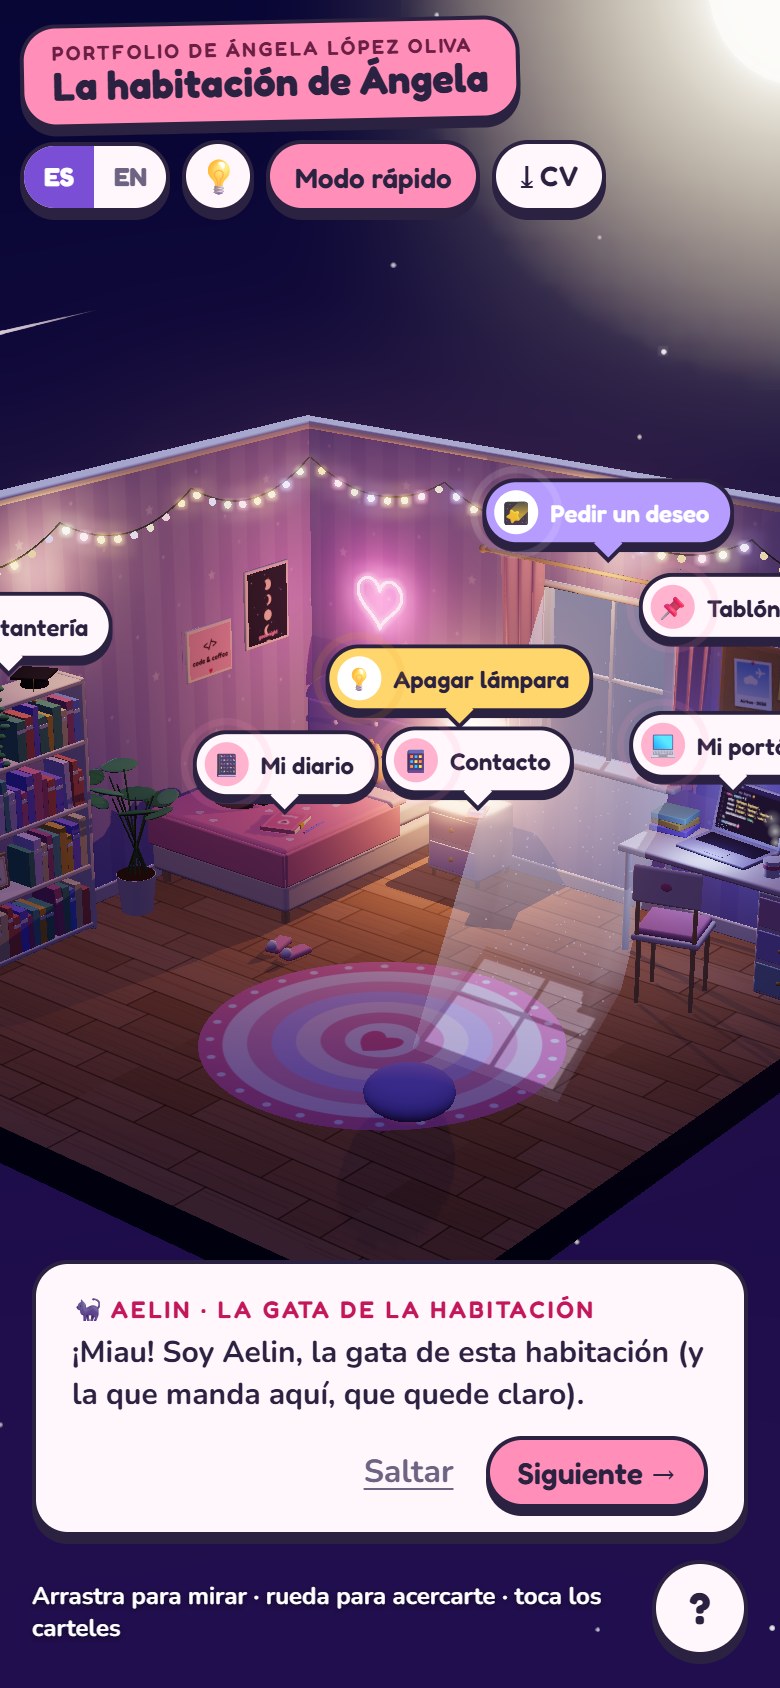 PORTFOLIO DE ÁNGELA LÓPEZ OLIVA
La habitación de Ángela
ES EN
Modo rápido
CV
Pedir un deseo
Tablón
tantería
Apagar lámpara
code & coffee
Mi diario
Contacto
Mi portá
AELIN · LA GATA DE LA HABITACIÓN
¡Miau! Soy Aelin, la gata de esta habitación (y
la que manda aquí, que quede claro).
Saltar
Siguiente →
Arrastra para mirar · rueda para acercarte · toca los
carteles
?